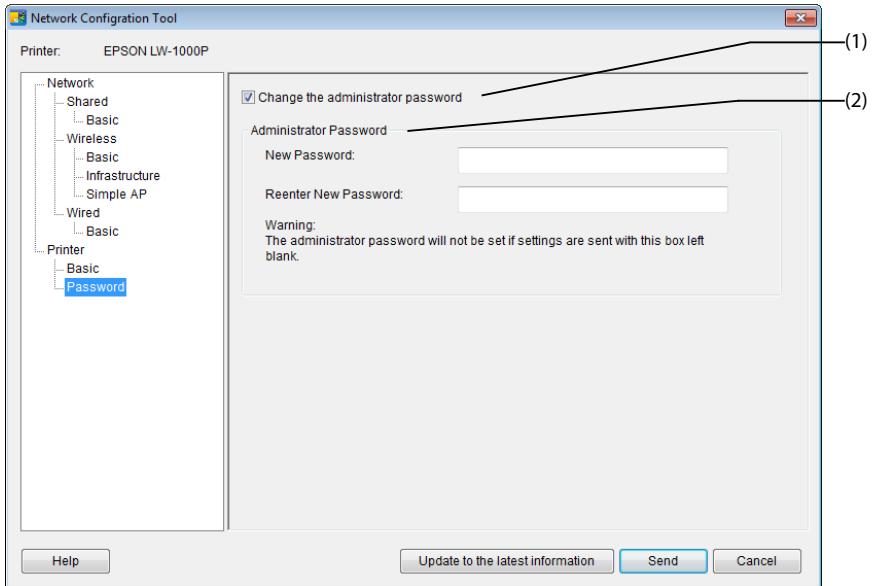 Network Configration Tool
Printer: EPSON LW-1000P
(1)
(2)
Network
Shared
Basic
Wireless
Basic
Infrastructure
Simple AP
Wired
Basic
Printer
Basic
Password
Change the administrator password
Administrator Password
New Password:
Reenter New Password:
Warning:
The administrator password will not be set if settings are sent with this box left
blank.
Help
Update to the latest information
Send
Cancel